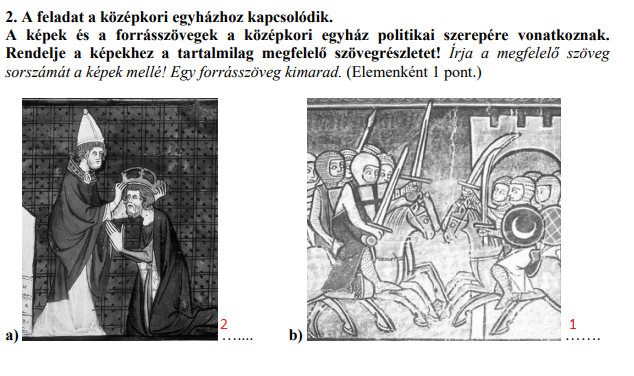 2. A feladat a középkori egyházhoz kapcsolódik.
A képek és a forrásszövegek a középkori egyház politikai szerepére vonatkoznak.
Rendelje a képekhez a tartalmilag megfelelő szövegrészletet! Írja a megfelelő szöveg
sorszámát a képek mellé! Egy forrásszöveg kimarad. (Elemenként 1 pont.)
a) 2 .......
b) 1 .......